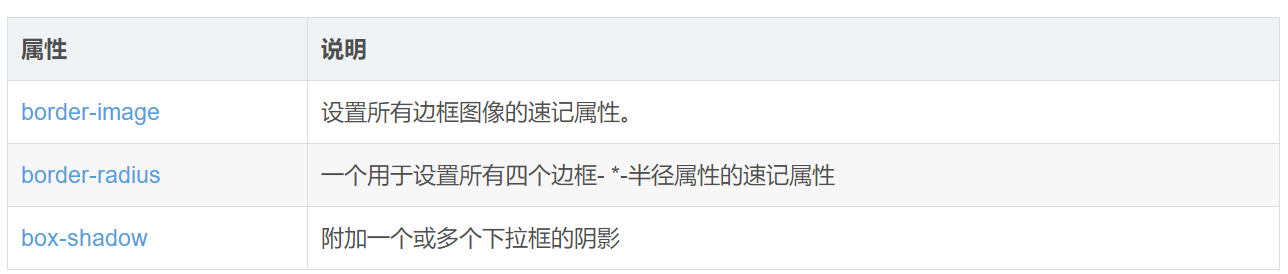 属性 说明
border-image 设置所有边框图像的速记属性。
border-radius 一个用于设置所有四个边框- *-半径属性的速记属性
box-shadow 附加一个或多个下拉框的阴影